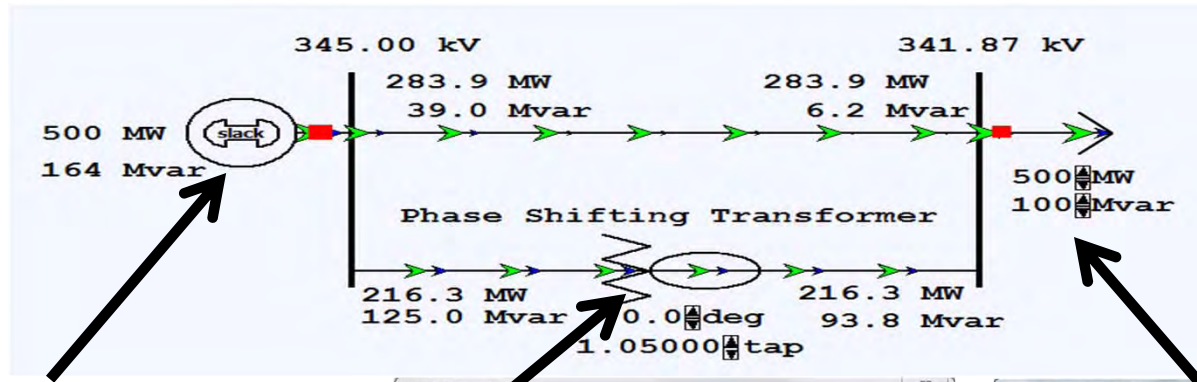 345.00 kV 341.87 kV
283.9 MW 283.9 MW
39.0 Mvar 6.2 Mvar
500 MW slack
164 Mvar
500 MW
100 Mvar
Phase Shifting Transformer
216.3 MW 216.3 MW
125.0 Mvar 0.0 deg 93.8 Mvar
1.05000 tap